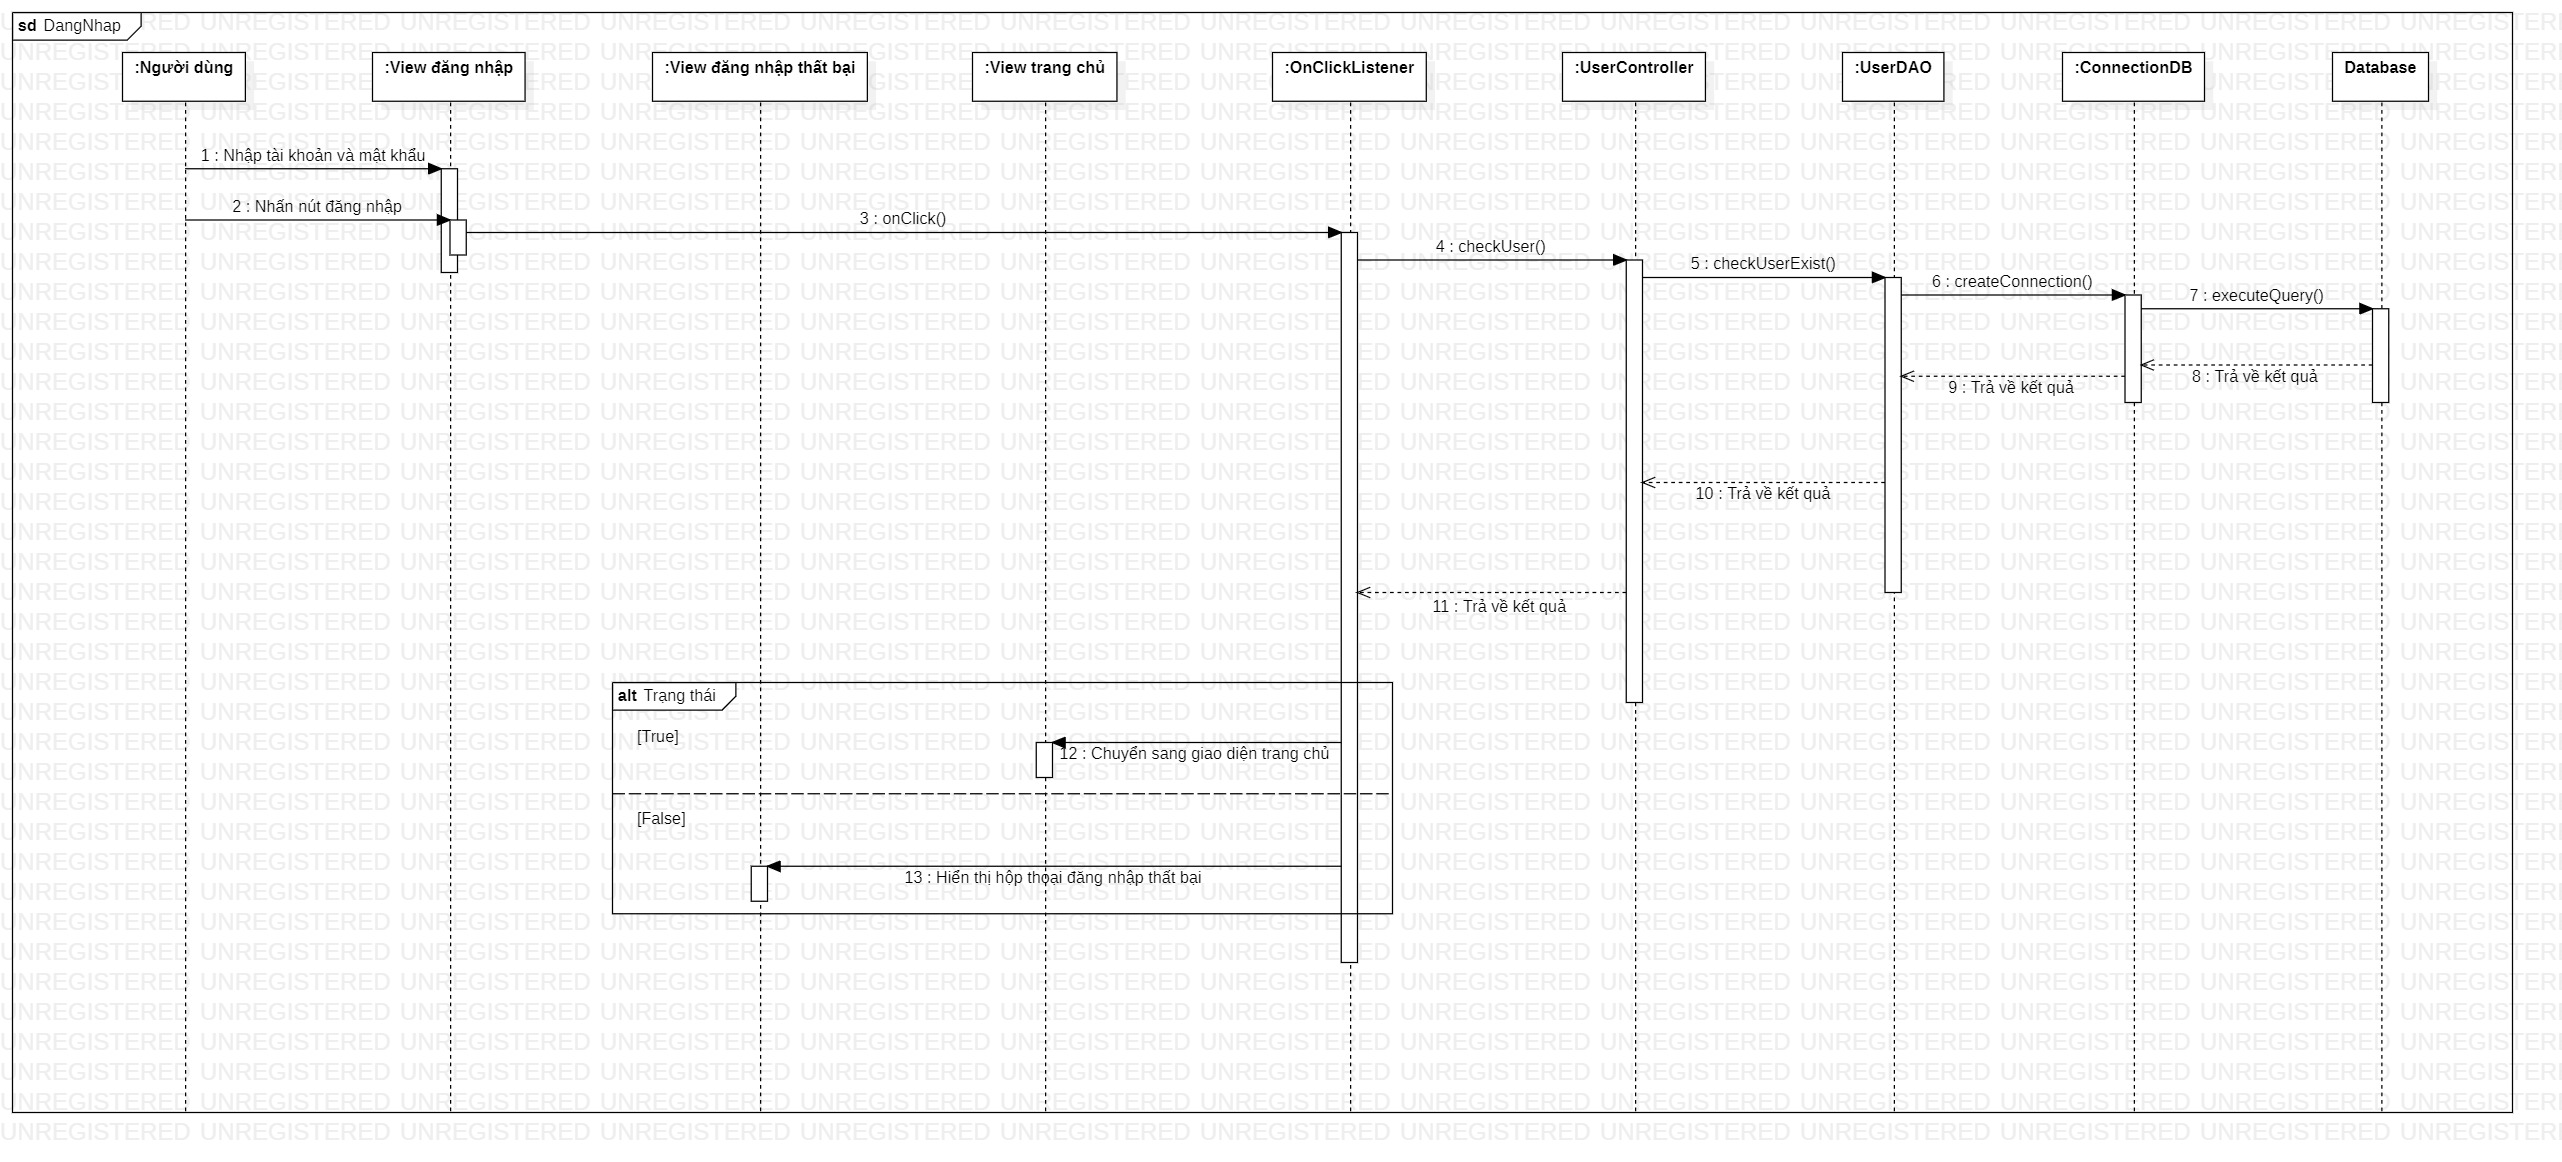 sd DangNhap
:Người dùng
:View đăng nhập
:View đăng nhập thất bại
:View trang chủ
:OnClickListener
:UserController
:UserDAO
:ConnectionDB
Database
1 : Nhập tài khoản và mật khẩu
2 : Nhấn nút đăng nhập
3 : onClick()
4 : checkUser()
5 : checkUserExist()
6 : createConnection()
7 : executeQuery()
8 : Trả về kết quả
9 : Trả về kết quả
10 : Trả về kết quả
11 : Trả về kết quả
alt Trạng thái
[True]
12 : Chuyển sang giao diện trang chủ
[False]
13 : Hiển thị hộp thoại đăng nhập thất bại
UNREGISTERED